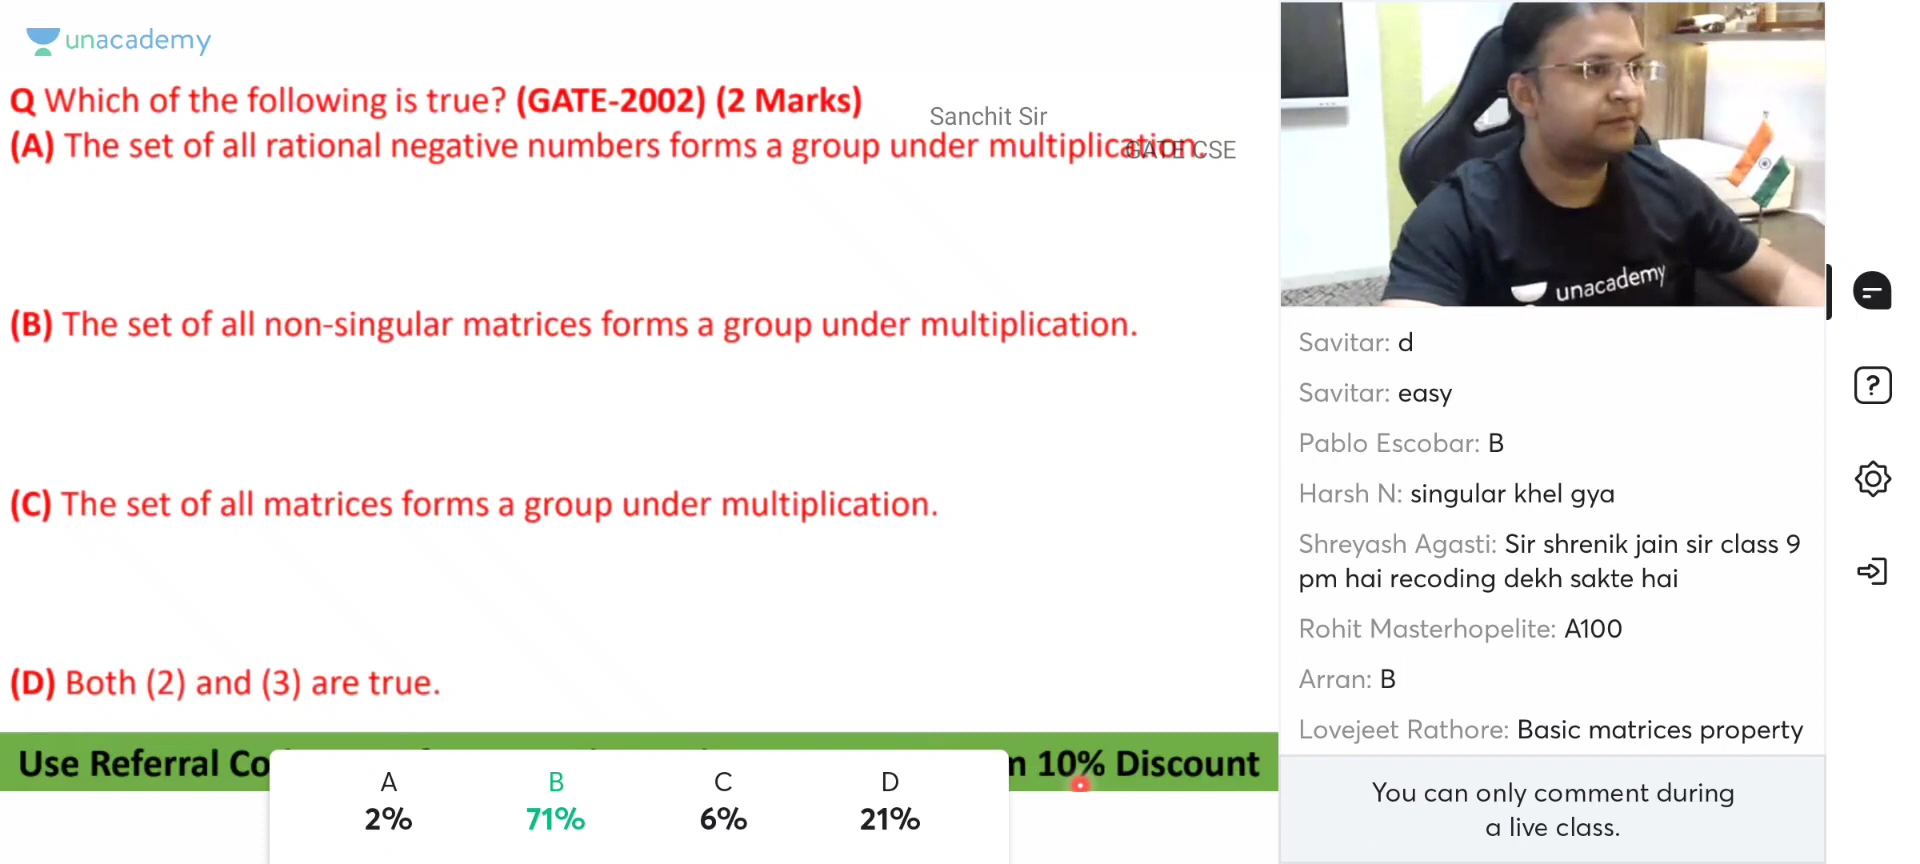 unacademy
Q Which of the following is true? (GATE-2002) (2 Marks)
Sanchit Sir
(A) The set of all rational negative numbers forms a group under multiplication.
GATE CSE
(B) The set of all non-singular matrices forms a group under multiplication.
(C) The set of all matrices forms a group under multiplication.
(D) Both (2) and (3) are true.
Use Referral 10% Discount
A B C D
2% 71% 6% 21%
unacademy
Savitar: d
Savitar: easy
Pablo Escobar: B
Harsh N: singular khel gya
Shreyash Agasti: Sir shrenik jain sir class 9
pm hai recoding dekh sakte hai
Rohit Masterhopelite: A100
Arran: B
Lovejeet Rathore: Basic matrices property
You can only comment during
a live class.
?